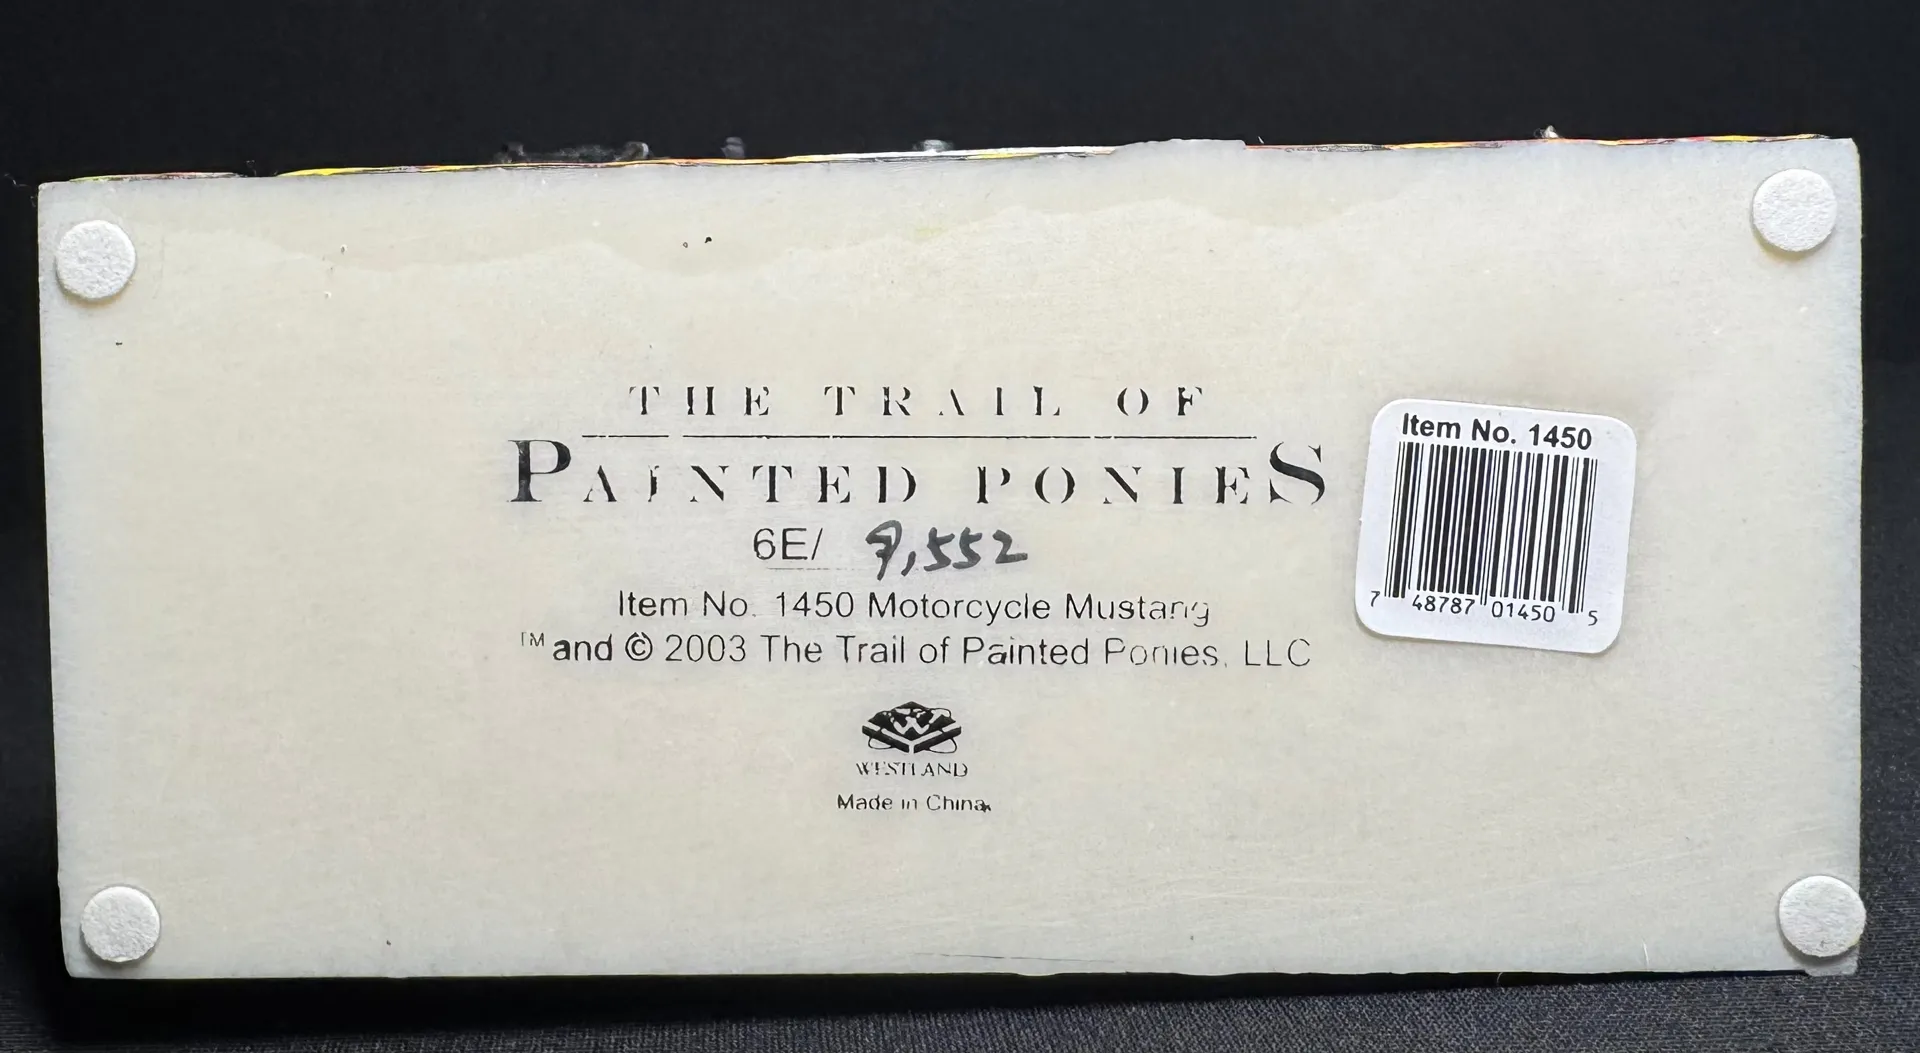 THE TRAIL OF
PAINTED PONIES
6E/ 9,552
Item No. 1450 Motorcycle Mustang
™ and © 2003 The Trail of Painted Ponies, LLC
WESTLAND
Made in China
Item No. 1450
7 48787 01450 5